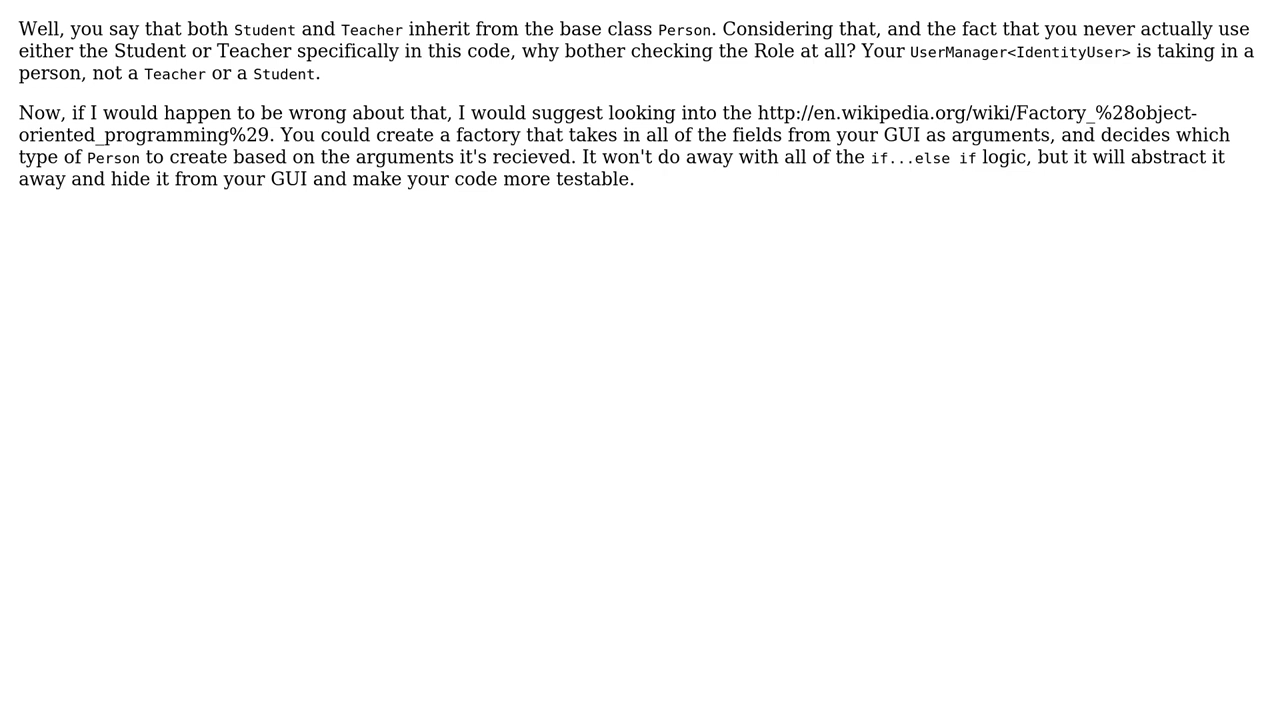 Well, you say that both Student and Teacher inherit from the base class Person. Considering that, and the fact that you never actually use
either the Student or Teacher specifically in this code, why bother checking the Role at all? Your UserManager<IdentityUser> is taking in a
person, not a Teacher or a Student.
Now, if I would happen to be wrong about that, I would suggest looking into the http://en.wikipedia.org/wiki/Factory_%28object-
oriented_programming%29. You could create a factory that takes in all of the fields from your GUI as arguments, and decides which
type of Person to create based on the arguments it's recieved. It won't do away with all of the if...else if logic, but it will abstract it
away and hide it from your GUI and make your code more testable.